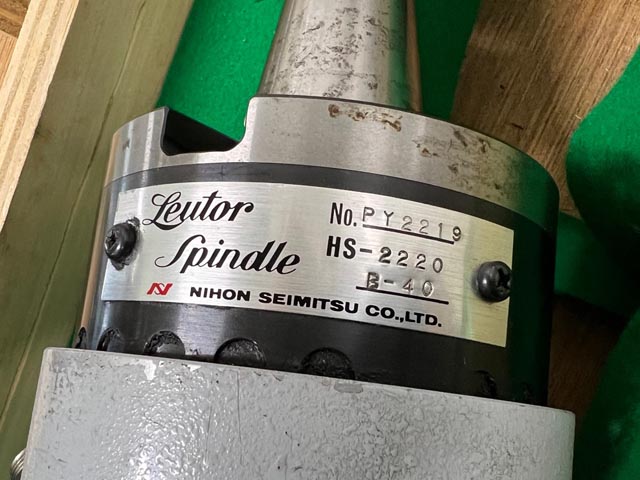 Leutor
Spindle
No. PY2219
HS-2220
B-40
N NIHON SEIMITSU CO.,LTD.